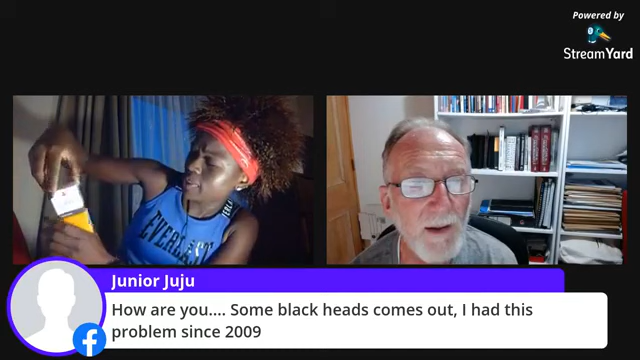 Powered by
StreamYard
EVERLAST
Junior Juju
How are you.... Some black heads comes out, I had this
problem since 2009